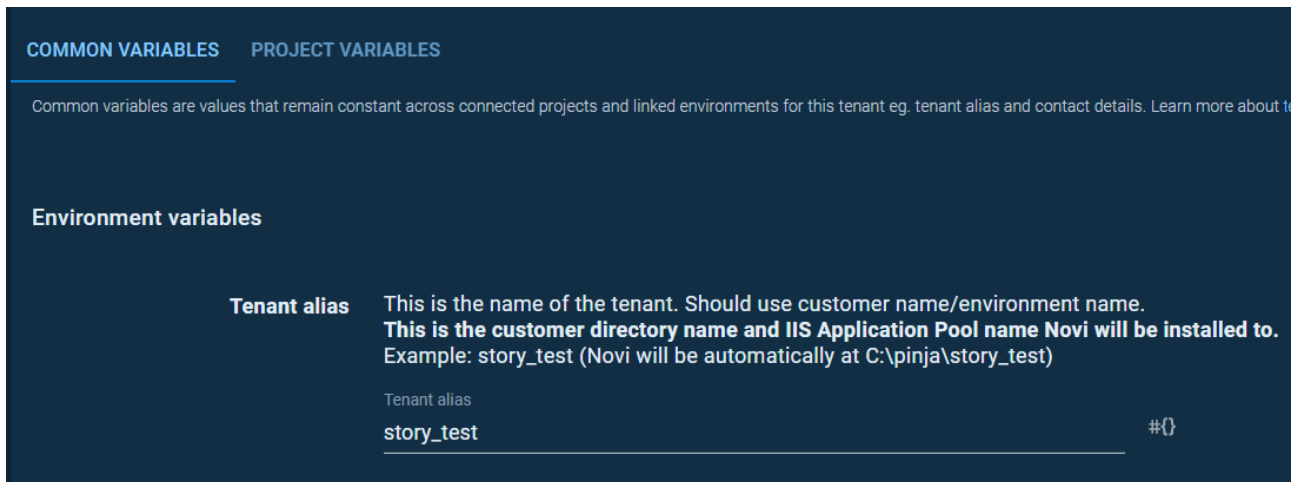 COMMON VARIABLES PROJECT VARIABLES
Common variables are values that remain constant across connected projects and linked environments for this tenant eg. tenant alias and contact details. Learn more about
Environment variables
Tenant alias This is the name of the tenant. Should use customer name/environment name.
This is the customer directory name and IIS Application Pool name Novi will be installed to.
Example: story_test (Novi will be automatically at C:\pinja\story_test)
Tenant alias
story_test #{}